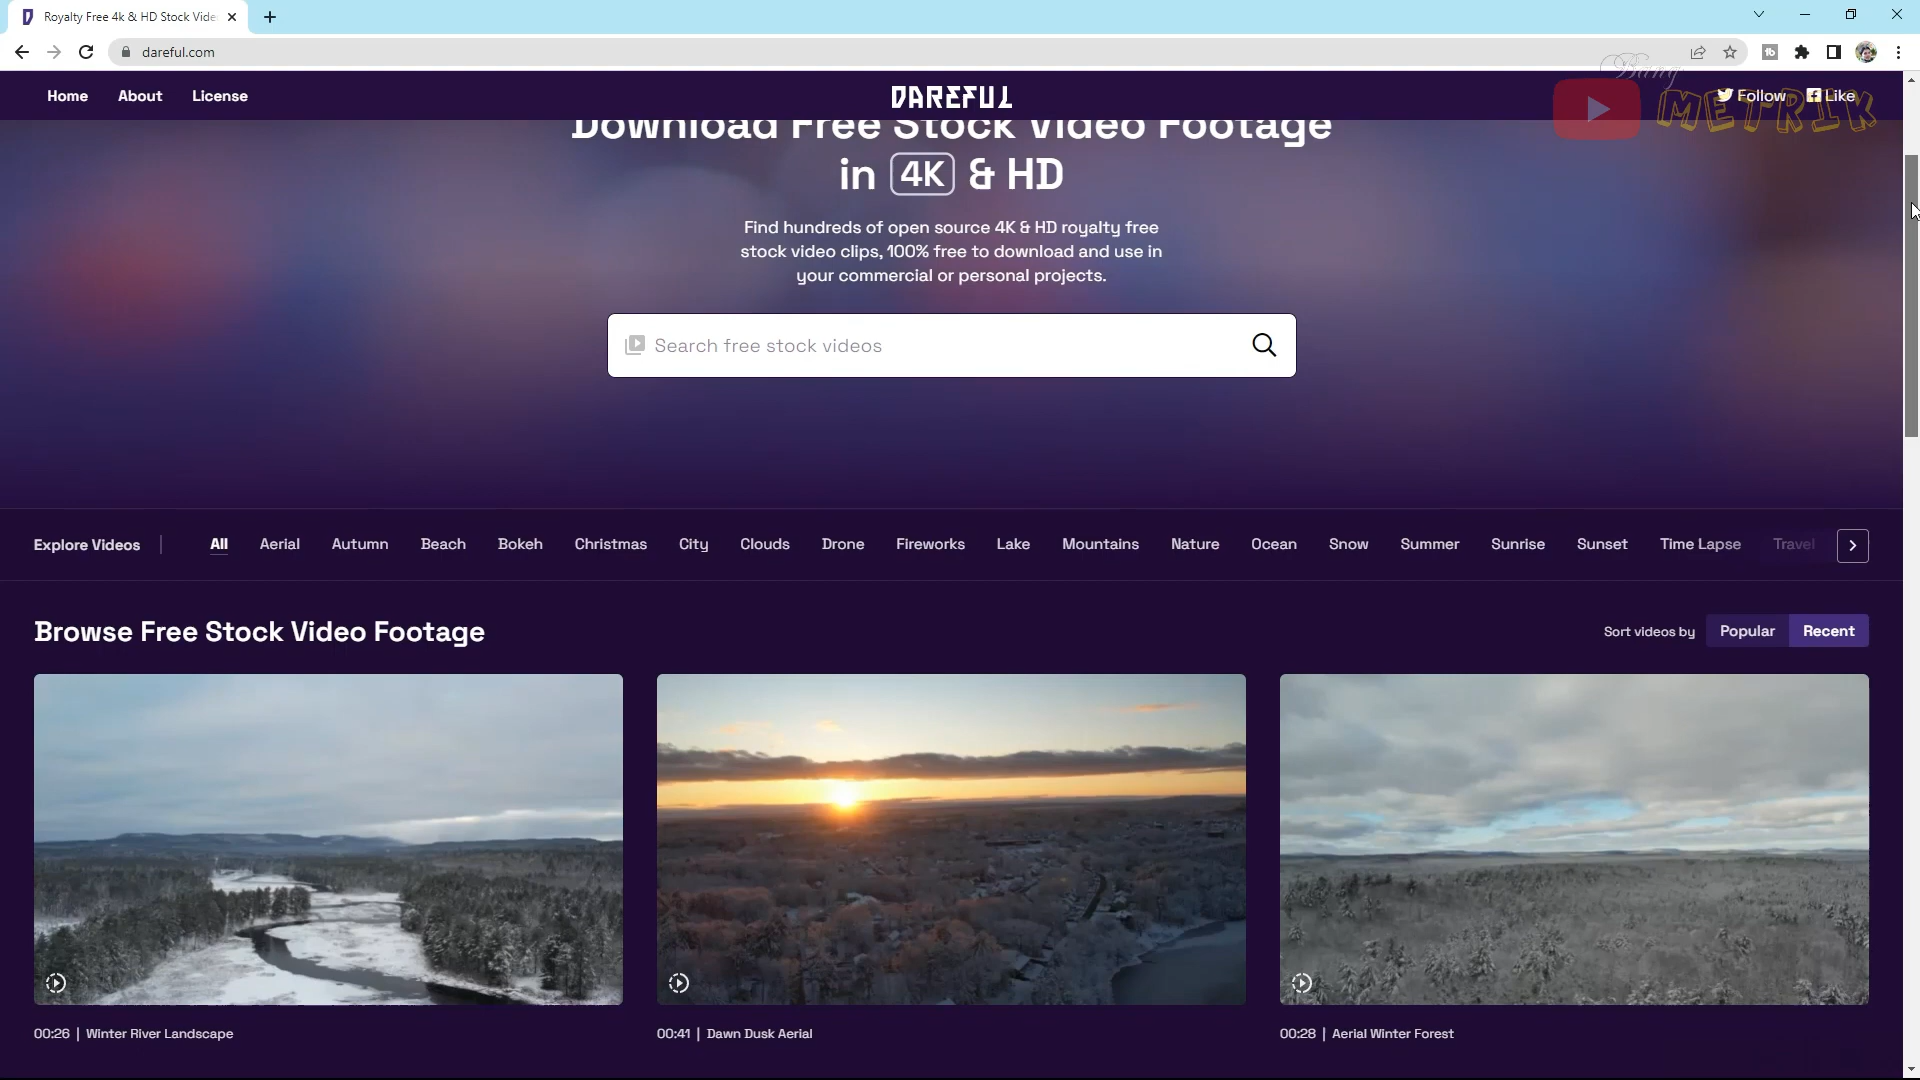 Royalty Free 4k & HD Stock Vide
dareful.com
Home About License
DAREFUL
Follow Like
Bang
METRIK
Download Free Stock Video Footage
in 4K & HD
Find hundreds of open source 4K & HD royalty free
stock video clips, 100% free to download and use in
your commercial or personal projects.
Search free stock videos
Explore Videos | All Aerial Autumn Beach Bokeh Christmas City Clouds Drone Fireworks Lake Mountains Nature Ocean Snow Summer Sunrise Sunset Time Lapse Travel
Browse Free Stock Video Footage
Sort videos by Popular Recent
00:26 | Winter River Landscape
00:41 | Dawn Dusk Aerial
00:28 | Aerial Winter Forest